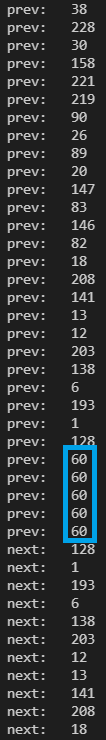 prev: 38
prev: 228
prev: 30
prev: 158
prev: 221
prev: 219
prev: 90
prev: 26
prev: 89
prev: 20
prev: 147
prev: 83
prev: 146
prev: 82
prev: 18
prev: 208
prev: 141
prev: 13
prev: 12
prev: 203
prev: 138
prev: 6
prev: 193
prev: 1
prev: 128
prev: 60
prev: 60
prev: 60
prev: 60
prev: 60
next: 128
next: 1
next: 193
next: 6
next: 138
next: 203
next: 12
next: 13
next: 141
next: 208
next: 18